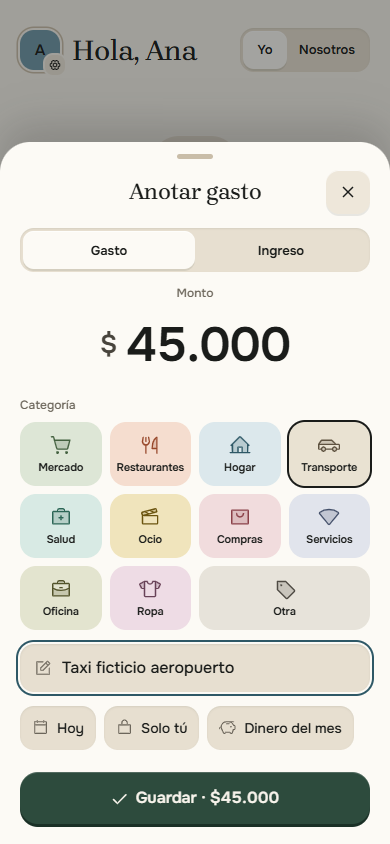 A
Hola, Ana
Yo
Nosotros
Anotar gasto
Gasto
Ingreso
Monto
$ 45.000
Categoría
Mercado
Restaurantes
Hogar
Transporte
Salud
Ocio
Compras
Servicios
Oficina
Ropa
Otra
Taxi ficticio aeropuerto
Hoy
Solo tú
Dinero del mes
Guardar · $45.000